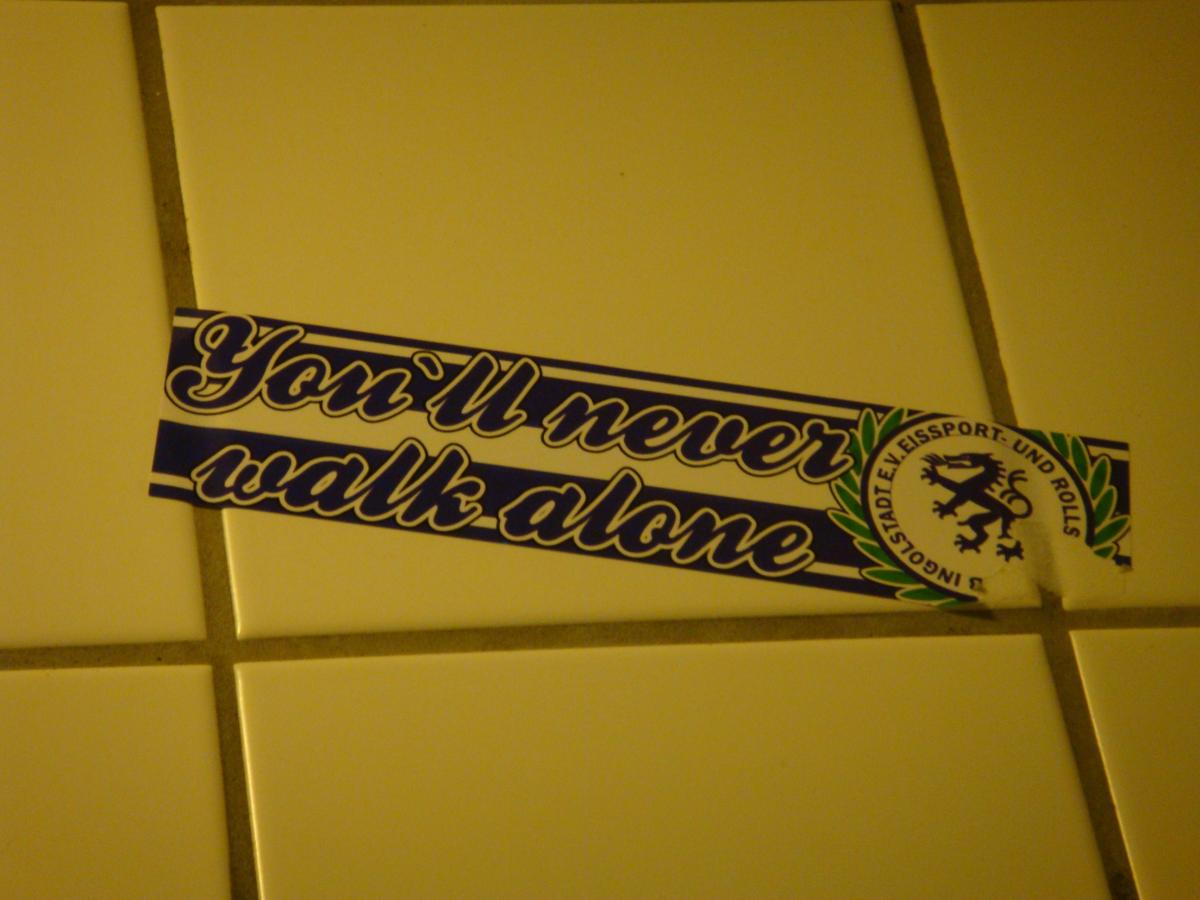 You`ll never
walk alone
INGOLSTADT E.V. EISSPORT- UND ROLLS